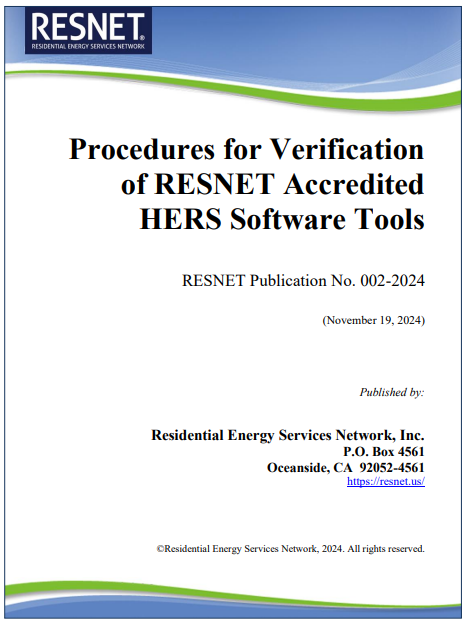 RESNET®
RESIDENTIAL ENERGY SERVICES NETWORK
Procedures for Verification
of RESNET Accredited
HERS Software Tools
RESNET Publication No. 002-2024
(November 19, 2024)
Published by:
Residential Energy Services Network, Inc.
P.O. Box 4561
Oceanside, CA  92052-4561
https://resnet.us/
©Residential Energy Services Network, 2024. All rights reserved.